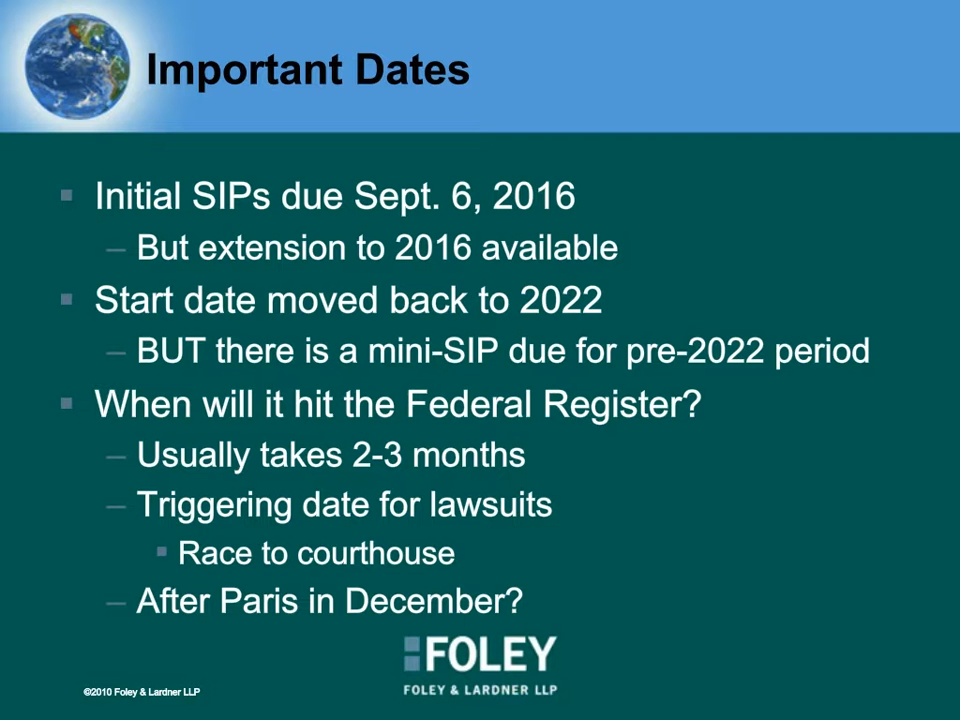 Important Dates
Initial SIPs due Sept. 6, 2016
– But extension to 2016 available
Start date moved back to 2022
– BUT there is a mini-SIP due for pre-2022 period
When will it hit the Federal Register?
– Usually takes 2-3 months
– Triggering date for lawsuits
Race to courthouse
– After Paris in December?
FOLEY
FOLEY & LARDNER LLP
©2010 Foley & Lardner LLP